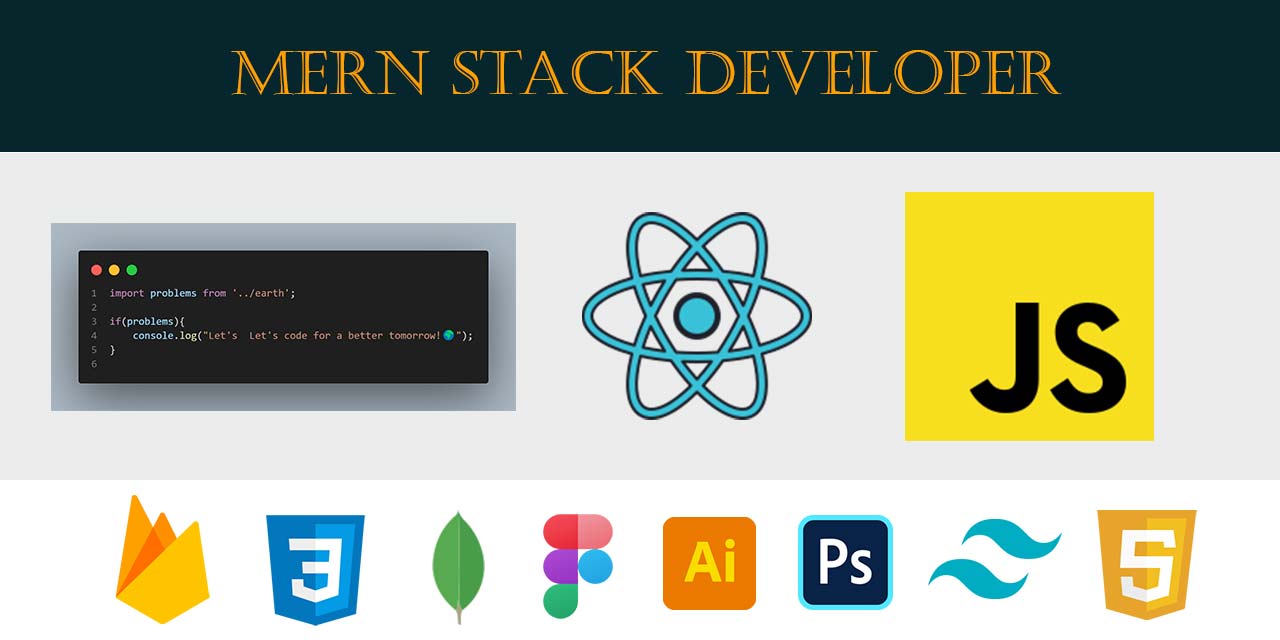 MERN STACK DEVELOPER
1 import problems from '../earth';
2
3 if(problems){
4 console.log("Let's  Let's code for a better tomorrow!🌍");
5 }
6
JS
3
Ai
Ps
5